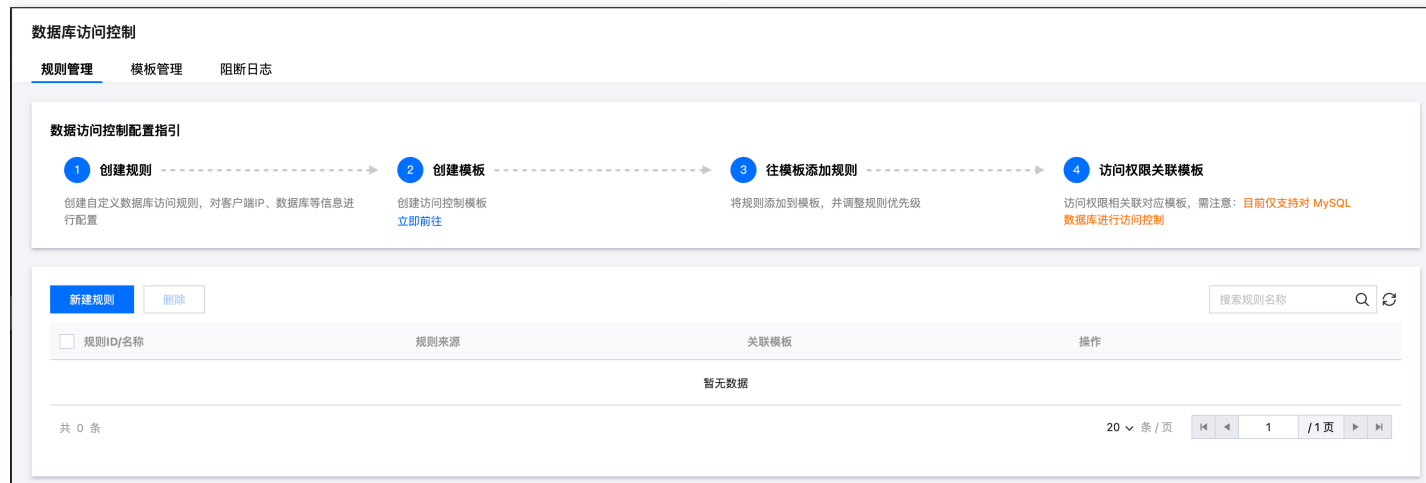 数据库访问控制
规则管理 模板管理 阻断日志
数据访问控制配置指引
1 创建规则 2 创建模板 3 往模板添加规则 4 访问权限关联模板
创建自定义数据库访问规则，对客户端IP、数据库等信息进行配置
创建访问控制模板
立即前往
将规则添加到模板，并调整规则优先级
访问权限相关联对应模板，需注意：目前仅支持对 MySQL
数据库进行访问控制
新建规则 删除 搜索规则名称
规则ID/名称 规则来源 关联模板 操作
暂无数据
共 0 条 20 条 / 页 1 / 1 页